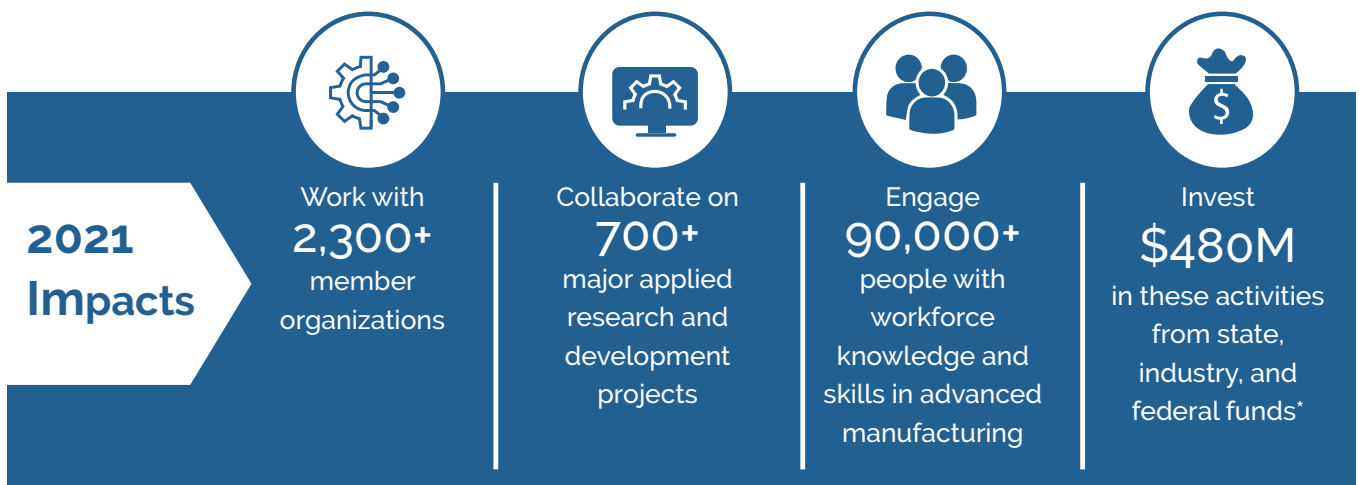 2021
Impacts
Work with
2,300+
member
organizations
Collaborate on
700+
major applied
research and
development
projects
Engage
90,000+
people with
workforce
knowledge and
skills in advanced
manufacturing
$
Invest
$480M
in these activities
from state,
industry, and
federal funds*